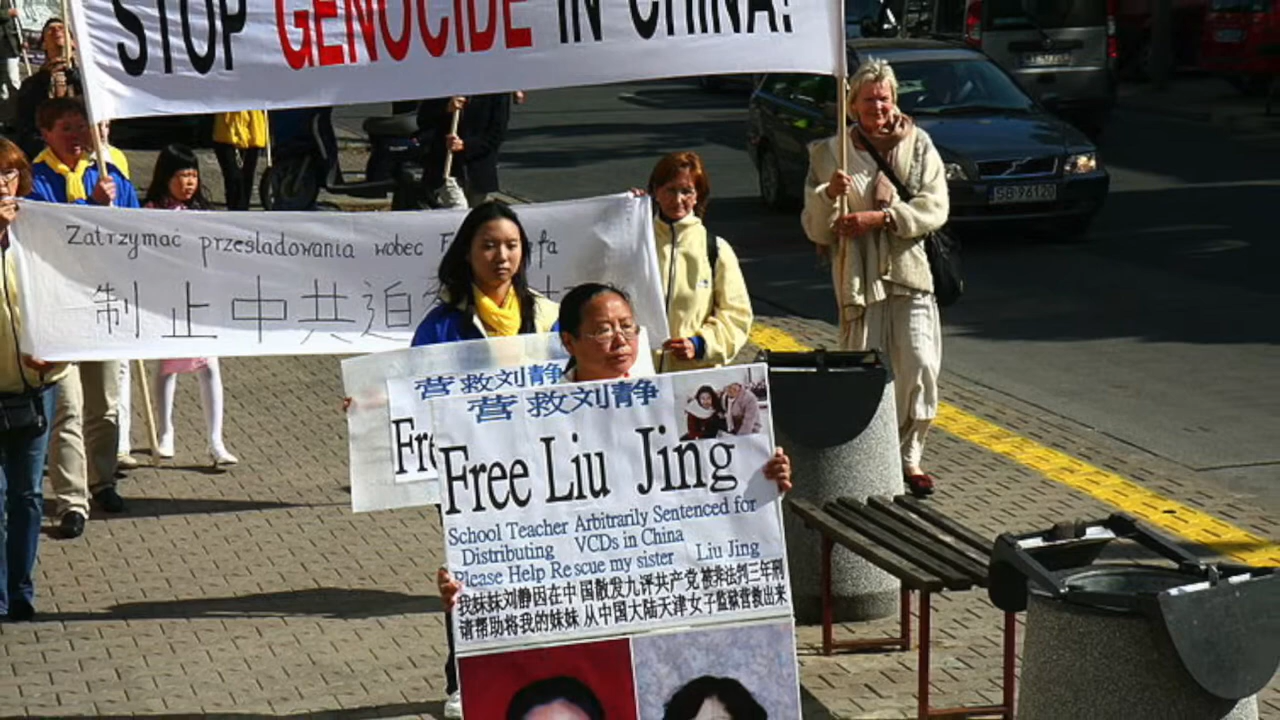 STOP GENOCIDE IN CHINA!
Zatrzymać prześladowania wobec F fa
制止中共迫
营救刘静
Fre
营救刘静
Free Liu Jing
School Teacher Arbitrarily Sentenced for
Distributing VCDs in China
Please Help Rescue my sister Liu Jing
我妹妹刘静因在中国散发九评共产党 被非法判三年刑
请帮助将我的妹妹 从中国大陆天津女子监狱营救出来
SB 96120